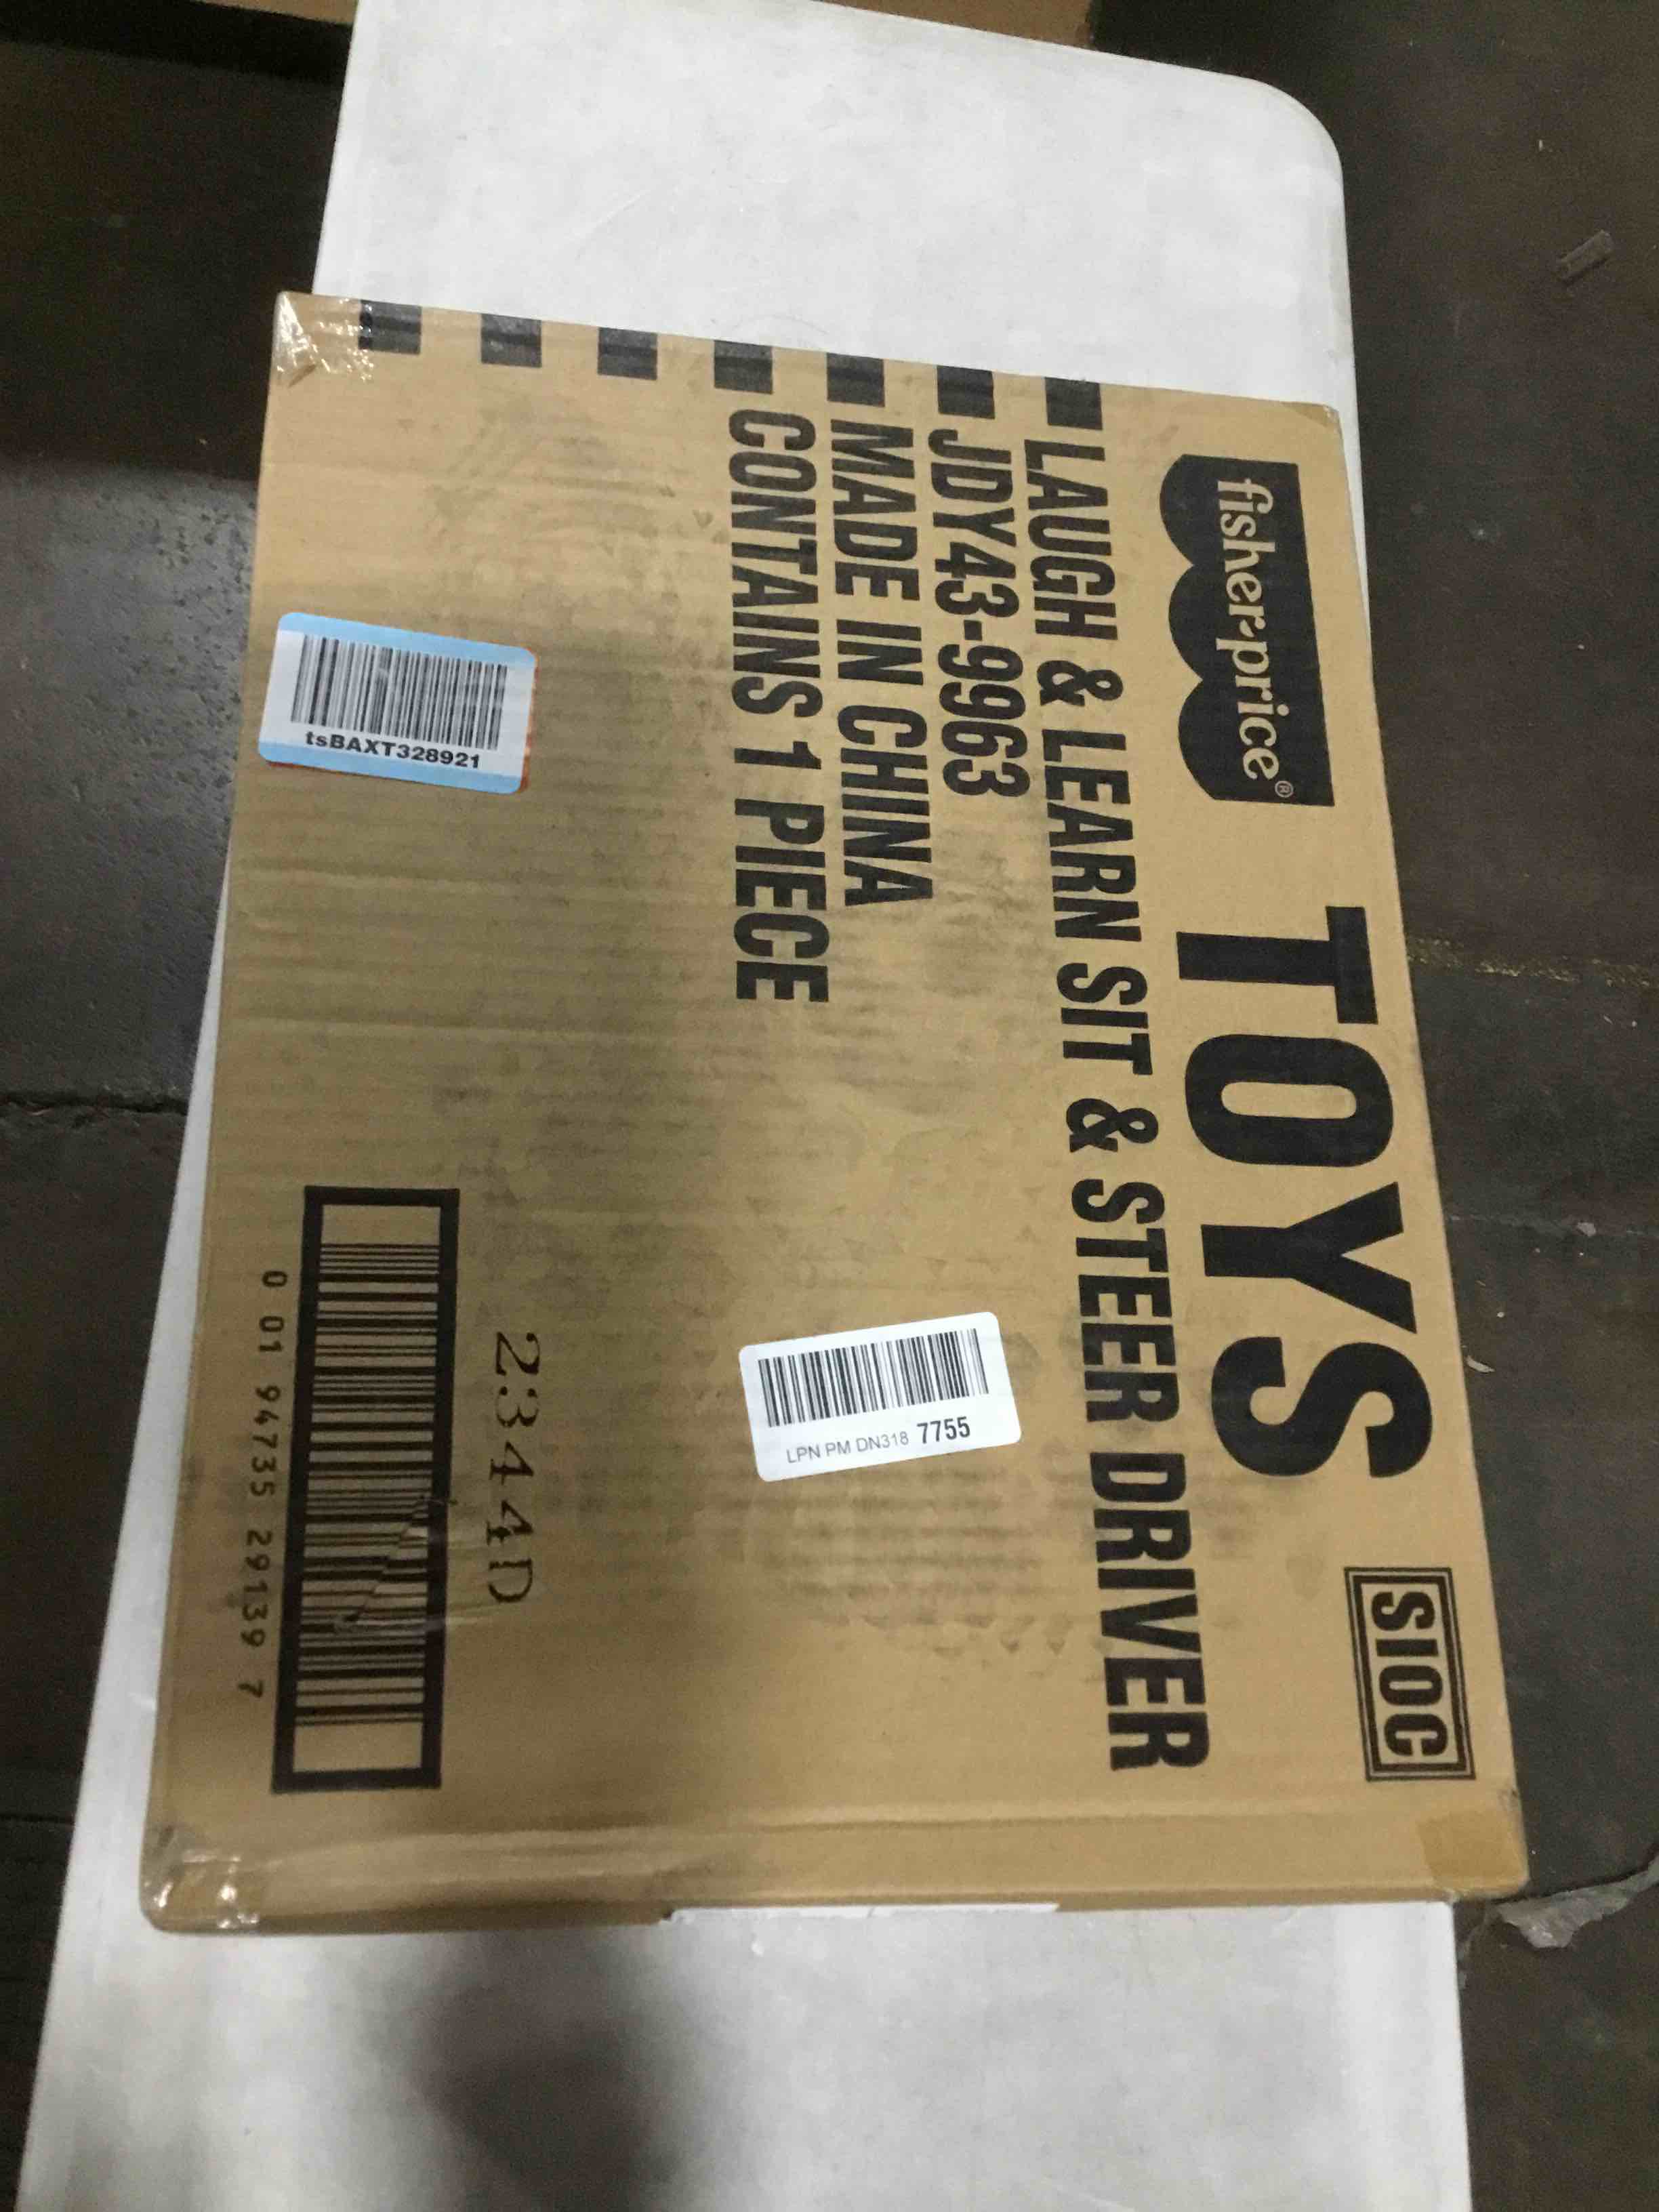 fisher-price®
TOYS
SIOC
LAUGH & LEARN SIT & STEER DRIVER
JDY43-9963
MADE IN CHINA
CONTAINS 1 PIECE
LPN PM DN318 7755
tsBAXT328921
2344D
0 01 94735 29139 7